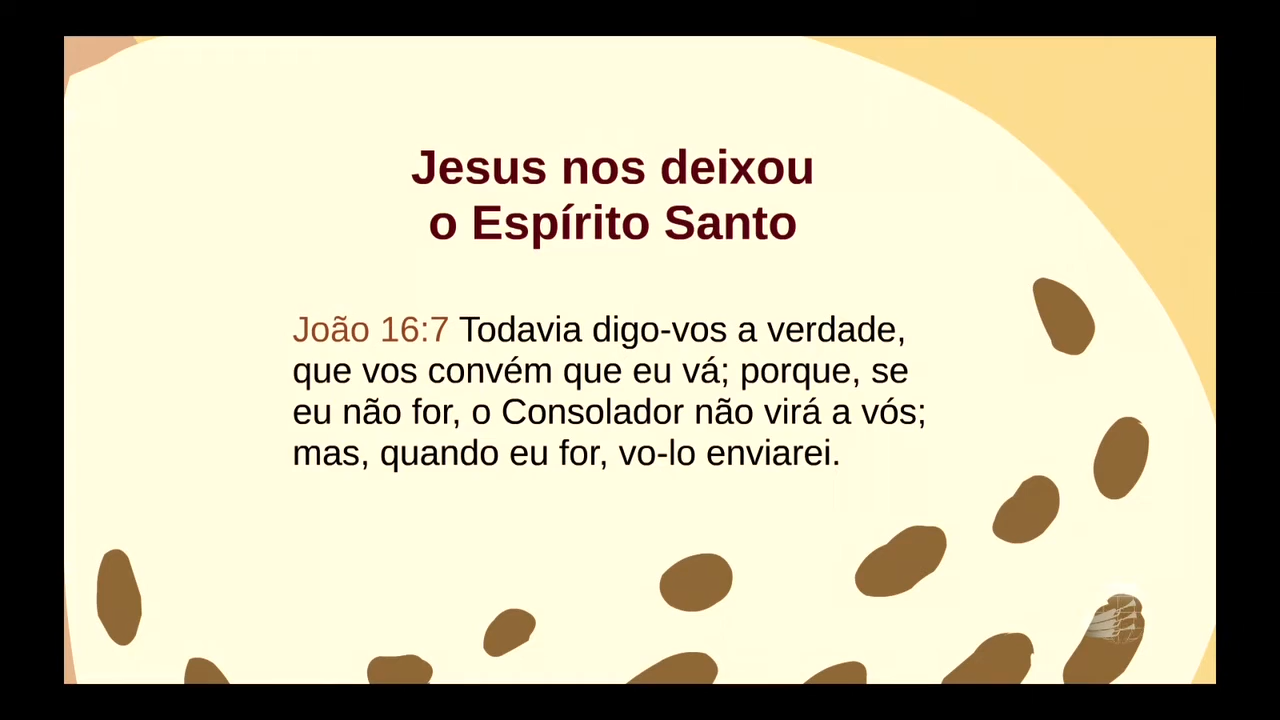 Jesus nos deixou
o Espírito Santo
João 16:7 Todavia digo-vos a verdade,
que vos convém que eu vá; porque, se
eu não for, o Consolador não virá a vós;
mas, quando eu for, vo-lo enviarei.